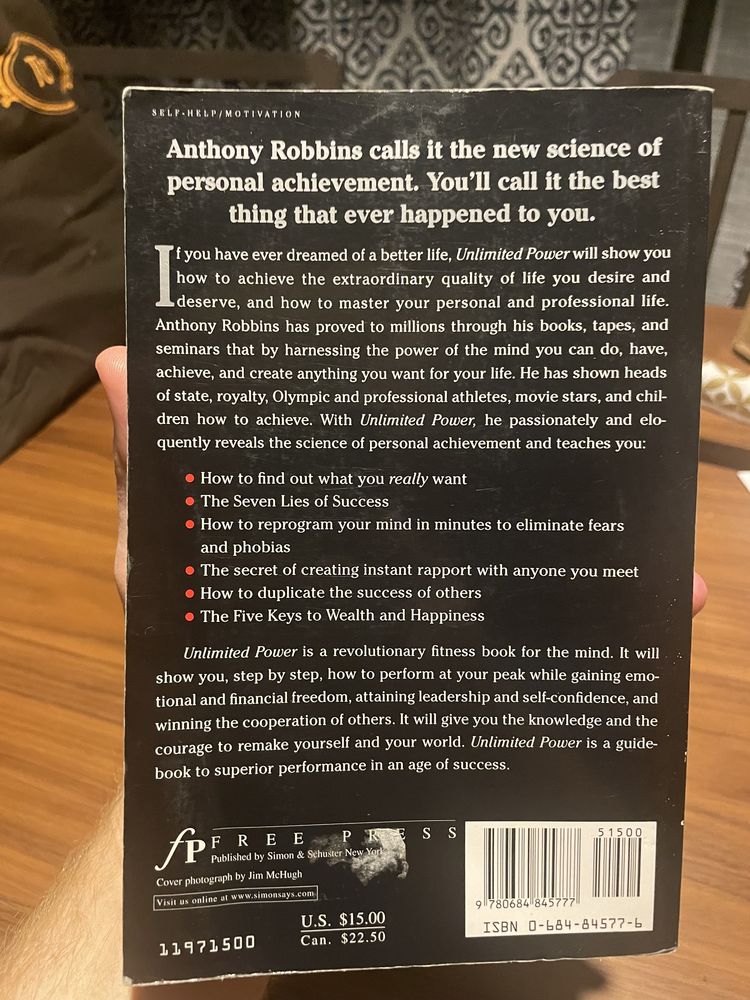 SELF-HELP/MOTIVATION
Anthony Robbins calls it the new science of
personal achievement. You'll call it the best
thing that ever happened to you.
If you have ever dreamed of a better life, Unlimited Power will show you
how to achieve the extraordinary quality of life you desire and
deserve, and how to master your personal and professional life.
Anthony Robbins has proved to millions through his books, tapes, and
seminars that by harnessing the power of the mind you can do, have,
achieve, and create anything you want for your life. He has shown heads
of state, royalty, Olympic and professional athletes, movie stars, and chil-
dren how to achieve. With Unlimited Power, he passionately and elo-
quently reveals the science of personal achievement and teaches you:
• How to find out what you really want
• The Seven Lies of Success
• How to reprogram your mind in minutes to eliminate fears
and phobias
• The secret of creating instant rapport with anyone you meet
• How to duplicate the success of others
• The Five Keys to Wealth and Happiness
Unlimited Power is a revolutionary fitness book for the mind. It will
show you, step by step, how to perform at your peak while gaining emo-
tional and financial freedom, attaining leadership and self-confidence, and
winning the cooperation of others. It will give you the knowledge and the
courage to remake yourself and your world. Unlimited Power is a guide-
book to superior performance in an age of success.
fP FREE PRESS
Published by Simon & Schuster New York
Cover photograph by Jim McHugh
Visit us online at www.simonsays.com
11971500
U.S. $15.00
Can. $22.50
51500
9 780684 845777
ISBN 0-684-84577-6